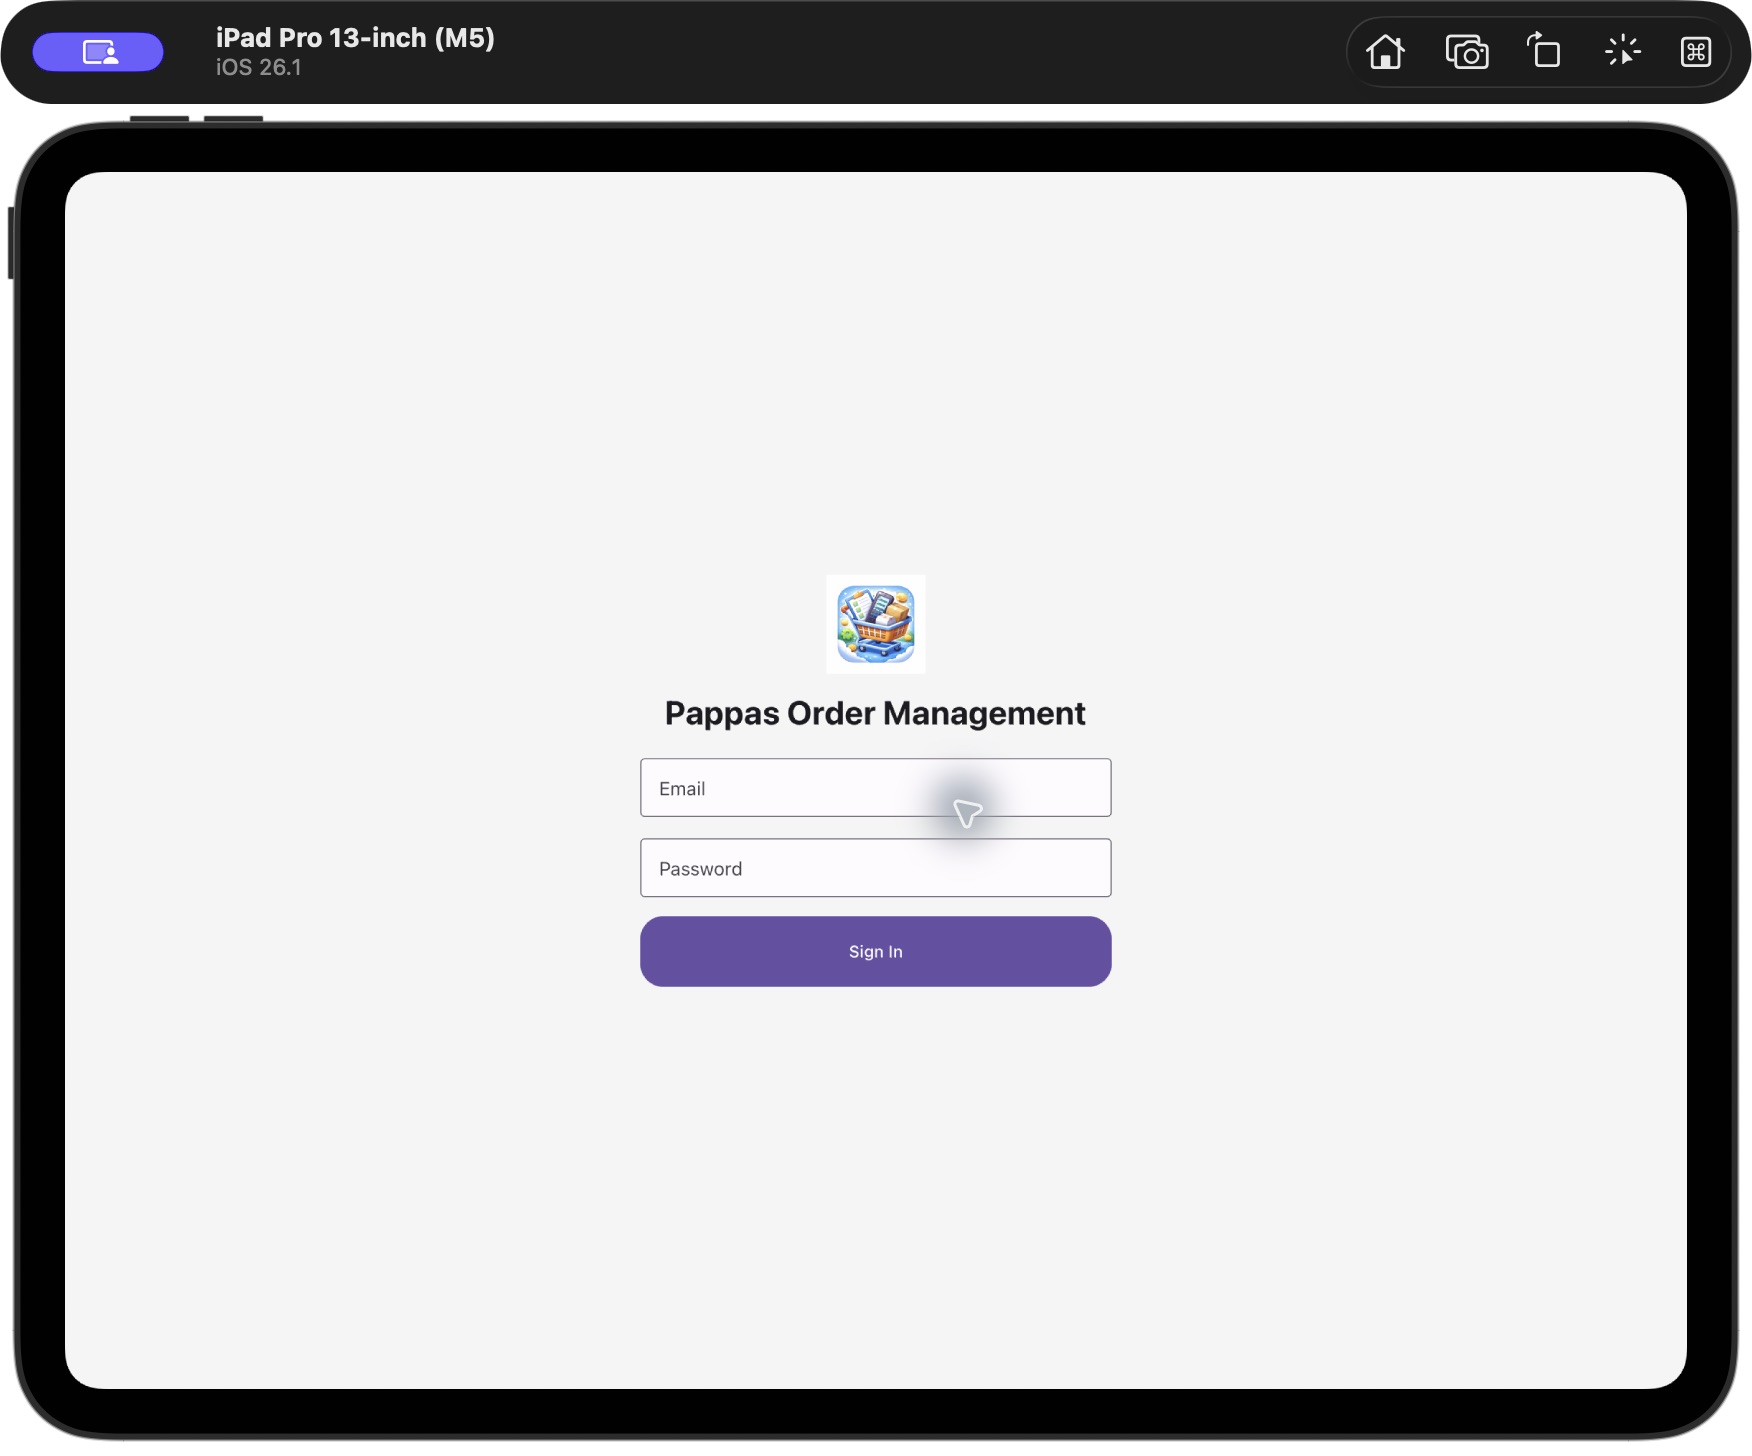 iPad Pro 13-inch (M5)
iOS 26.1
Pappas Order Management
Email
Password
Sign In